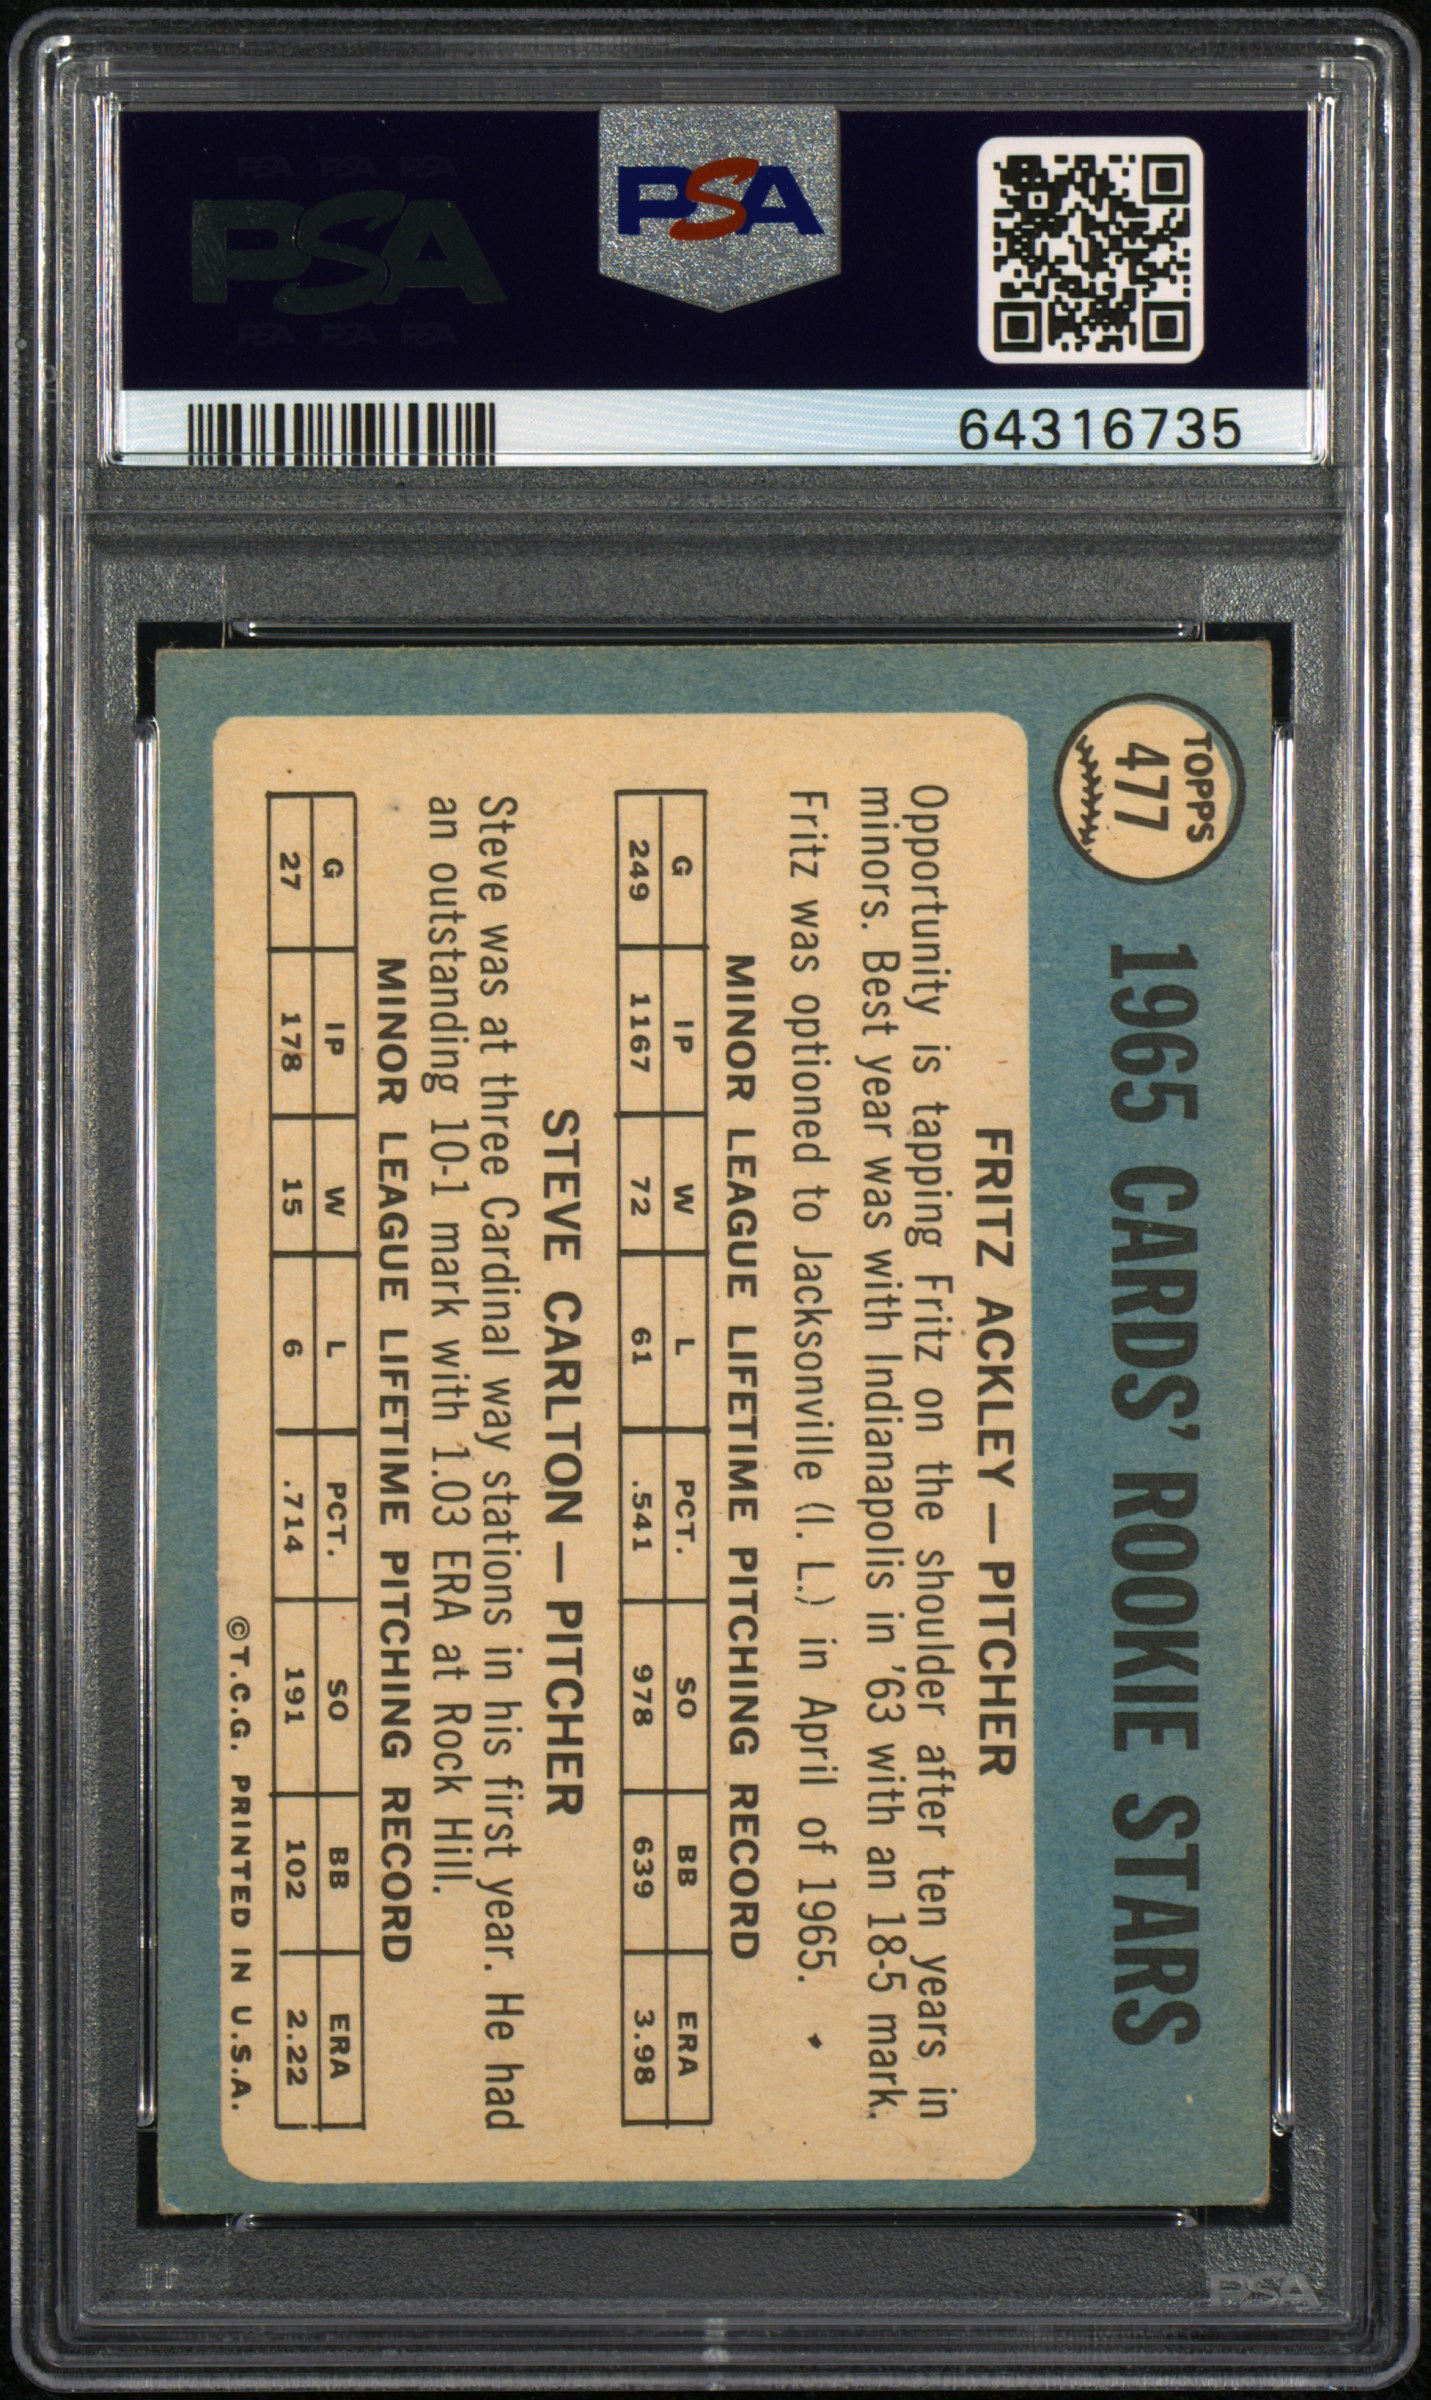 PSA PSA PSA
PSA
PSA PSA PSA
PSA
64316735
TOPPS
477
1965 CARDS' ROOKIE STARS
FRITZ ACKLEY — PITCHER
Opportunity is tapping Fritz on the shoulder after ten years in
minors. Best year was with Indianapolis in '63 with an 18-5 mark.
Fritz was optioned to Jacksonville (I. L.) in April of 1965.
MINOR LEAGUE LIFETIME PITCHING RECORD
G IP W L PCT. SO BB ERA
249 1167 72 61 .541 978 639 3.98
STEVE CARLTON — PITCHER
Steve was at three Cardinal way stations in his first year. He had
an outstanding 10-1 mark with 1.03 ERA at Rock Hill.
MINOR LEAGUE LIFETIME PITCHING RECORD
G IP W L PCT. SO BB ERA
27 178 15 6 .714 191 102 2.22
©T.C.G. PRINTED IN U.S.A.
PSA